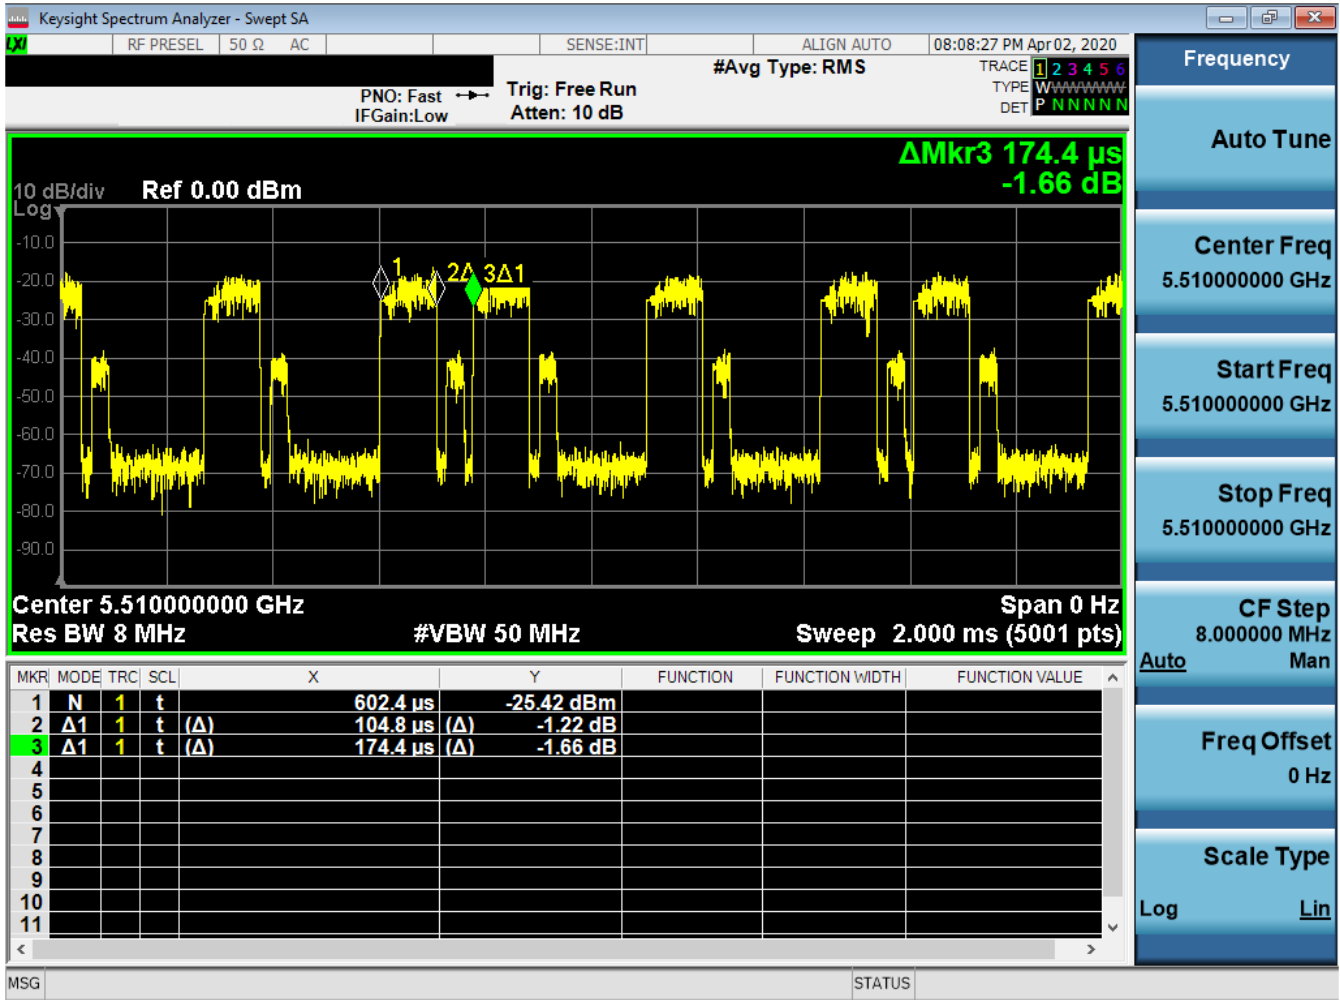 Keysight Spectrum Analyzer - Swept SA
LXI RF PRESEL 50 Ω AC SENSE:INT ALIGN AUTO 08:08:27 PM Apr 02, 2020
#Avg Type: RMS TRACE 1 2 3 4 5 6
PNO: Fast Trig: Free Run TYPE WWWWWW
IFGain:Low Atten: 10 dB DET P N N N N N
ΔMkr3 174.4 µs
-1.66 dB
10 dB/div Ref 0.00 dBm
Log
-10.0
-20.0
-30.0
-40.0
-50.0
-60.0
-70.0
-80.0
-90.0
1 2Δ 3Δ1
Center 5.510000000 GHz Span 0 Hz
Res BW 8 MHz #VBW 50 MHz Sweep 2.000 ms (5001 pts)
MKR MODE TRC SCL X Y FUNCTION FUNCTION WIDTH FUNCTION VALUE
1 N 1 t 602.4 µs -25.42 dBm
2 Δ1 1 t (Δ) 104.8 µs (Δ) -1.22 dB
3 Δ1 1 t (Δ) 174.4 µs (Δ) -1.66 dB
4
5
6
7
8
9
10
11
MSG STATUS
Frequency
Auto Tune
Center Freq
5.510000000 GHz
Start Freq
5.510000000 GHz
Stop Freq
5.510000000 GHz
CF Step
8.000000 MHz
Auto Man
Freq Offset
0 Hz
Scale Type
Log Lin